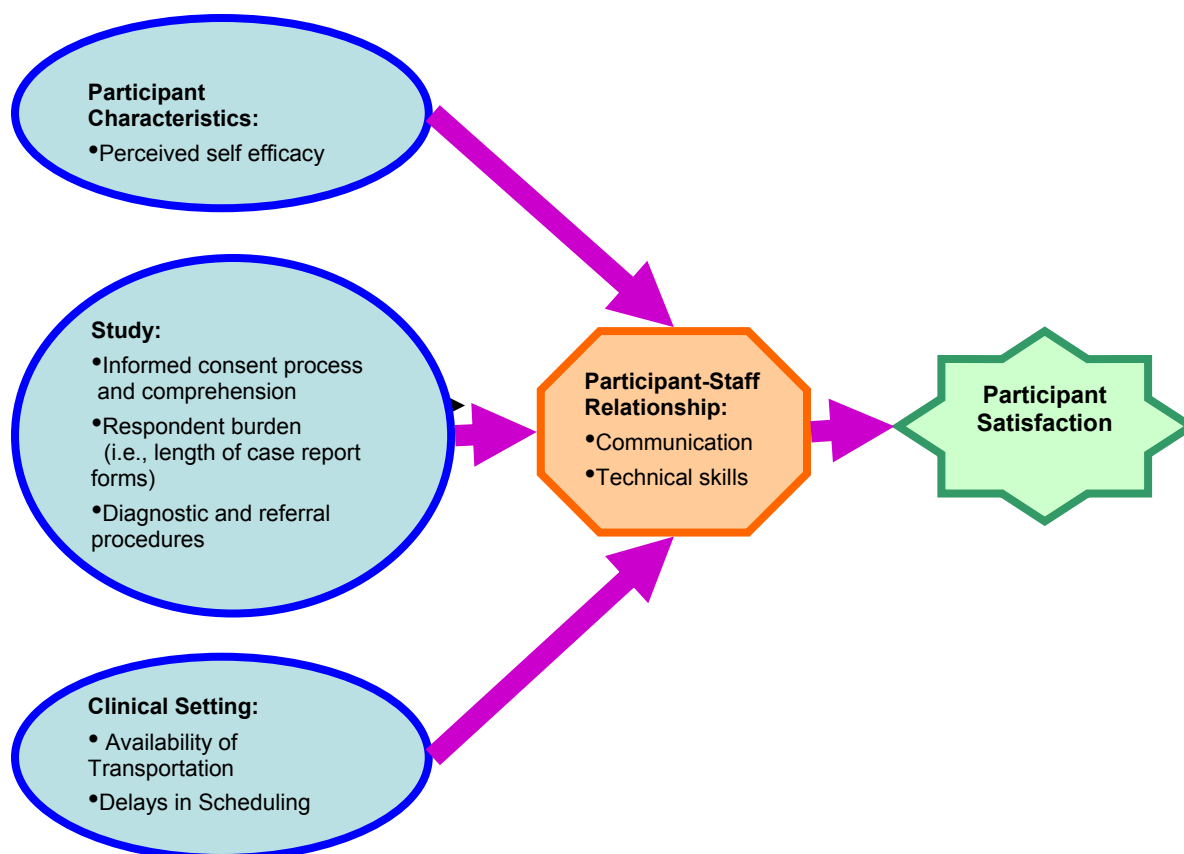 Participant
Characteristics:
•Perceived self efficacy
Study:
•Informed consent process
and comprehension
•Respondent burden
(i.e., length of case report
forms)
•Diagnostic and referral
procedures
Clinical Setting:
• Availability of
Transportation
•Delays in Scheduling
Participant-Staff
Relationship:
•Communication
•Technical skills
Participant
Satisfaction